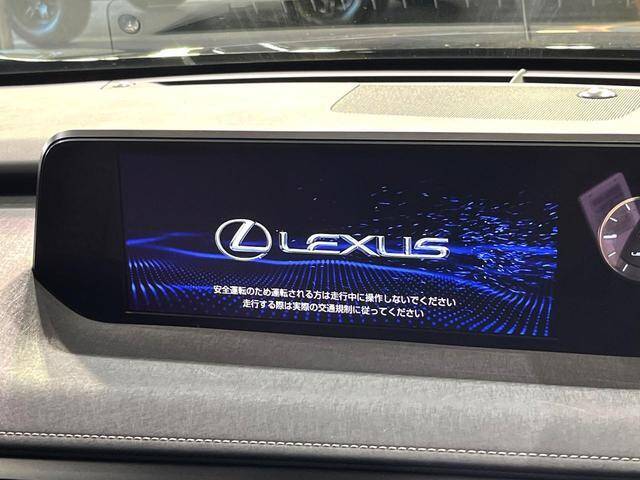 LEXUS
安全運転のため運転される方は走行中に操作しないでください
走行する際は実際の交通規制に従ってください